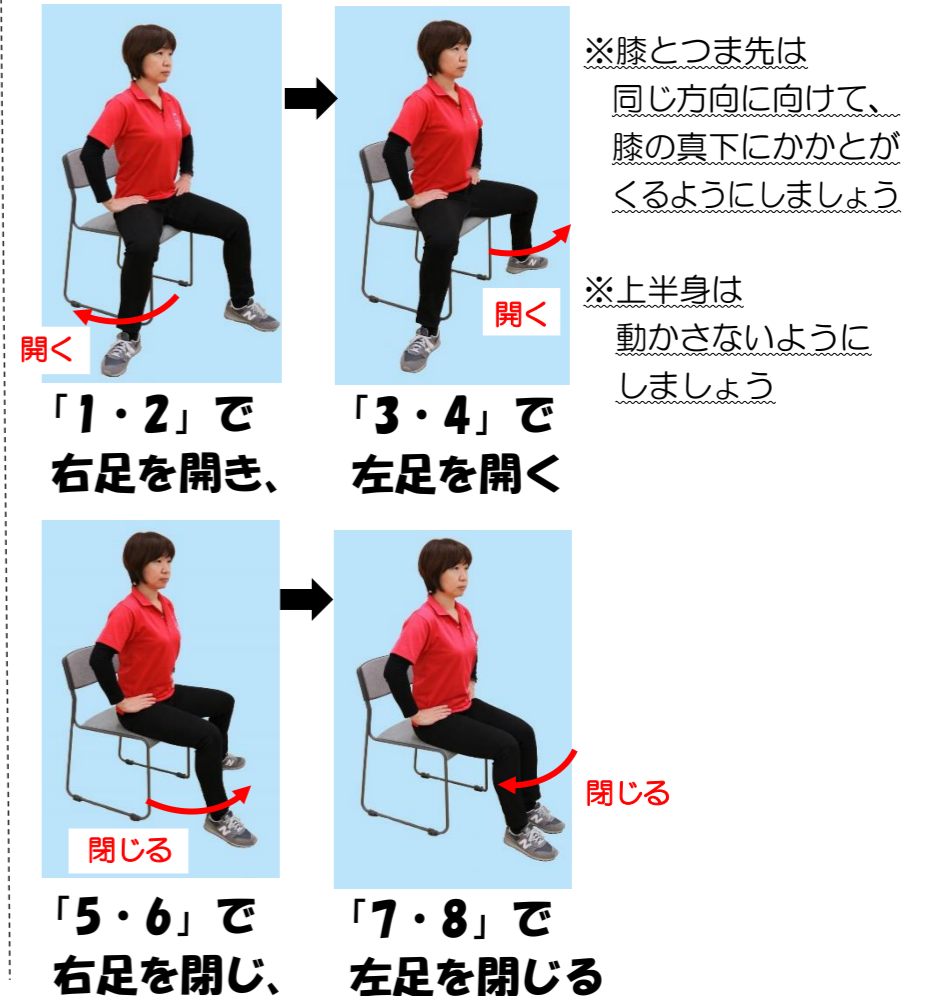 ※膝とつま先は
同じ方向に向けて、
膝の真下にかかとが
くるようにしましょう
※上半身は
動かさないように
しましょう
開く
開く
「1・2」で
右足を開き、
「3・4」で
左足を開く
閉じる
閉じる
「5・6」で
右足を閉じ、
「7・8」で
左足を閉じる